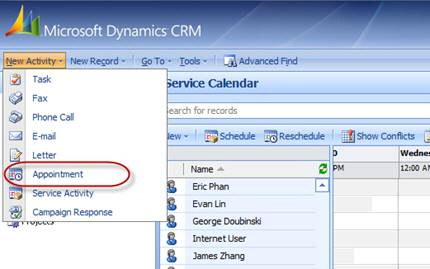 Microsoft Dynamics CRM
New Activity New Record Go To Tools Advanced Find
Task
Fax
Phone Call
E-mail
Letter
Appointment
Service Activity
Campaign Response
Projects
Service Calendar
Search for records
New Schedule Reschedule Show Conflicts
Name Wednes
PM 12:00 AM
Eric Phan
Evan Lin
George Doubinski
Internet User
James Zhang